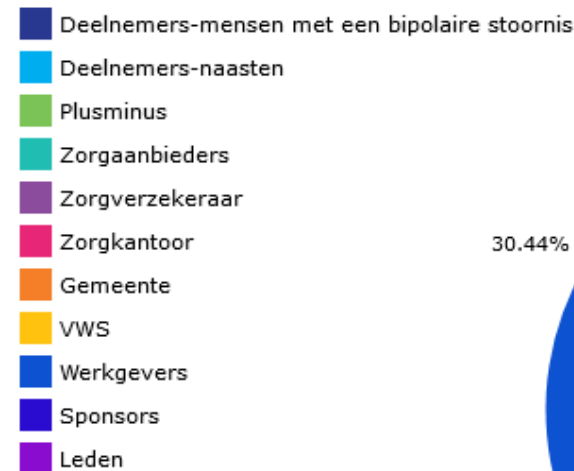 Deelnemers-mensen met een bipolaire stoornis
Deelnemers-naasten
Plusminus
Zorgaanbieders
Zorgverzekeraar
Zorgkantoor
30.44%
Gemeente
VWS
Werkgevers
Sponsors
Leden